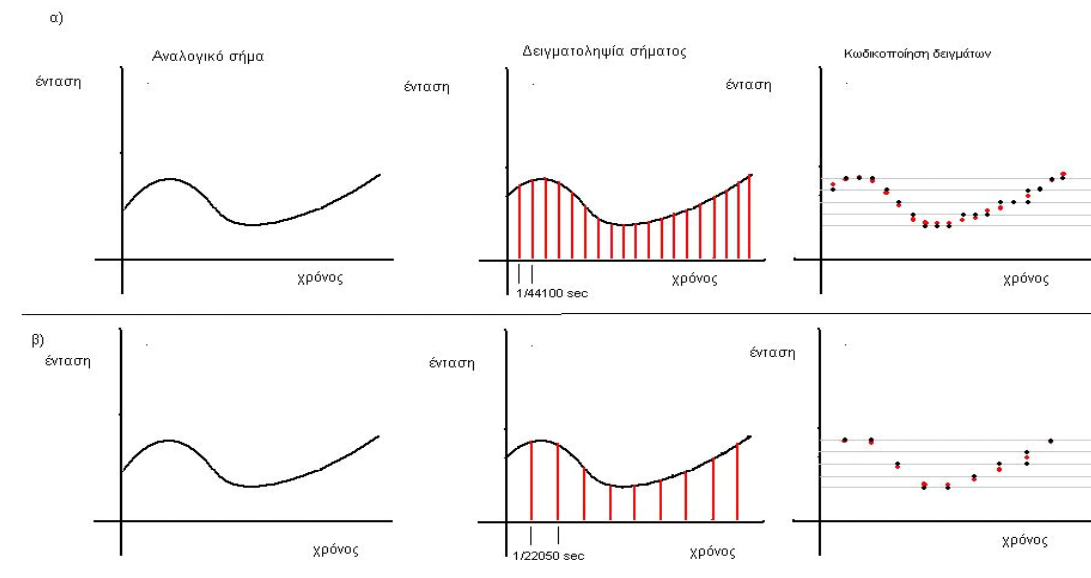 α)
Αναλογικό σήμα
ένταση
χρόνος
Δειγματοληψία σήματος
ένταση
χρόνος
1/44100 sec
Κωδικοποίηση δειγμάτων
ένταση
χρόνος
β)
ένταση
χρόνος
ένταση
χρόνος
1/22050 sec
ένταση
χρόνος